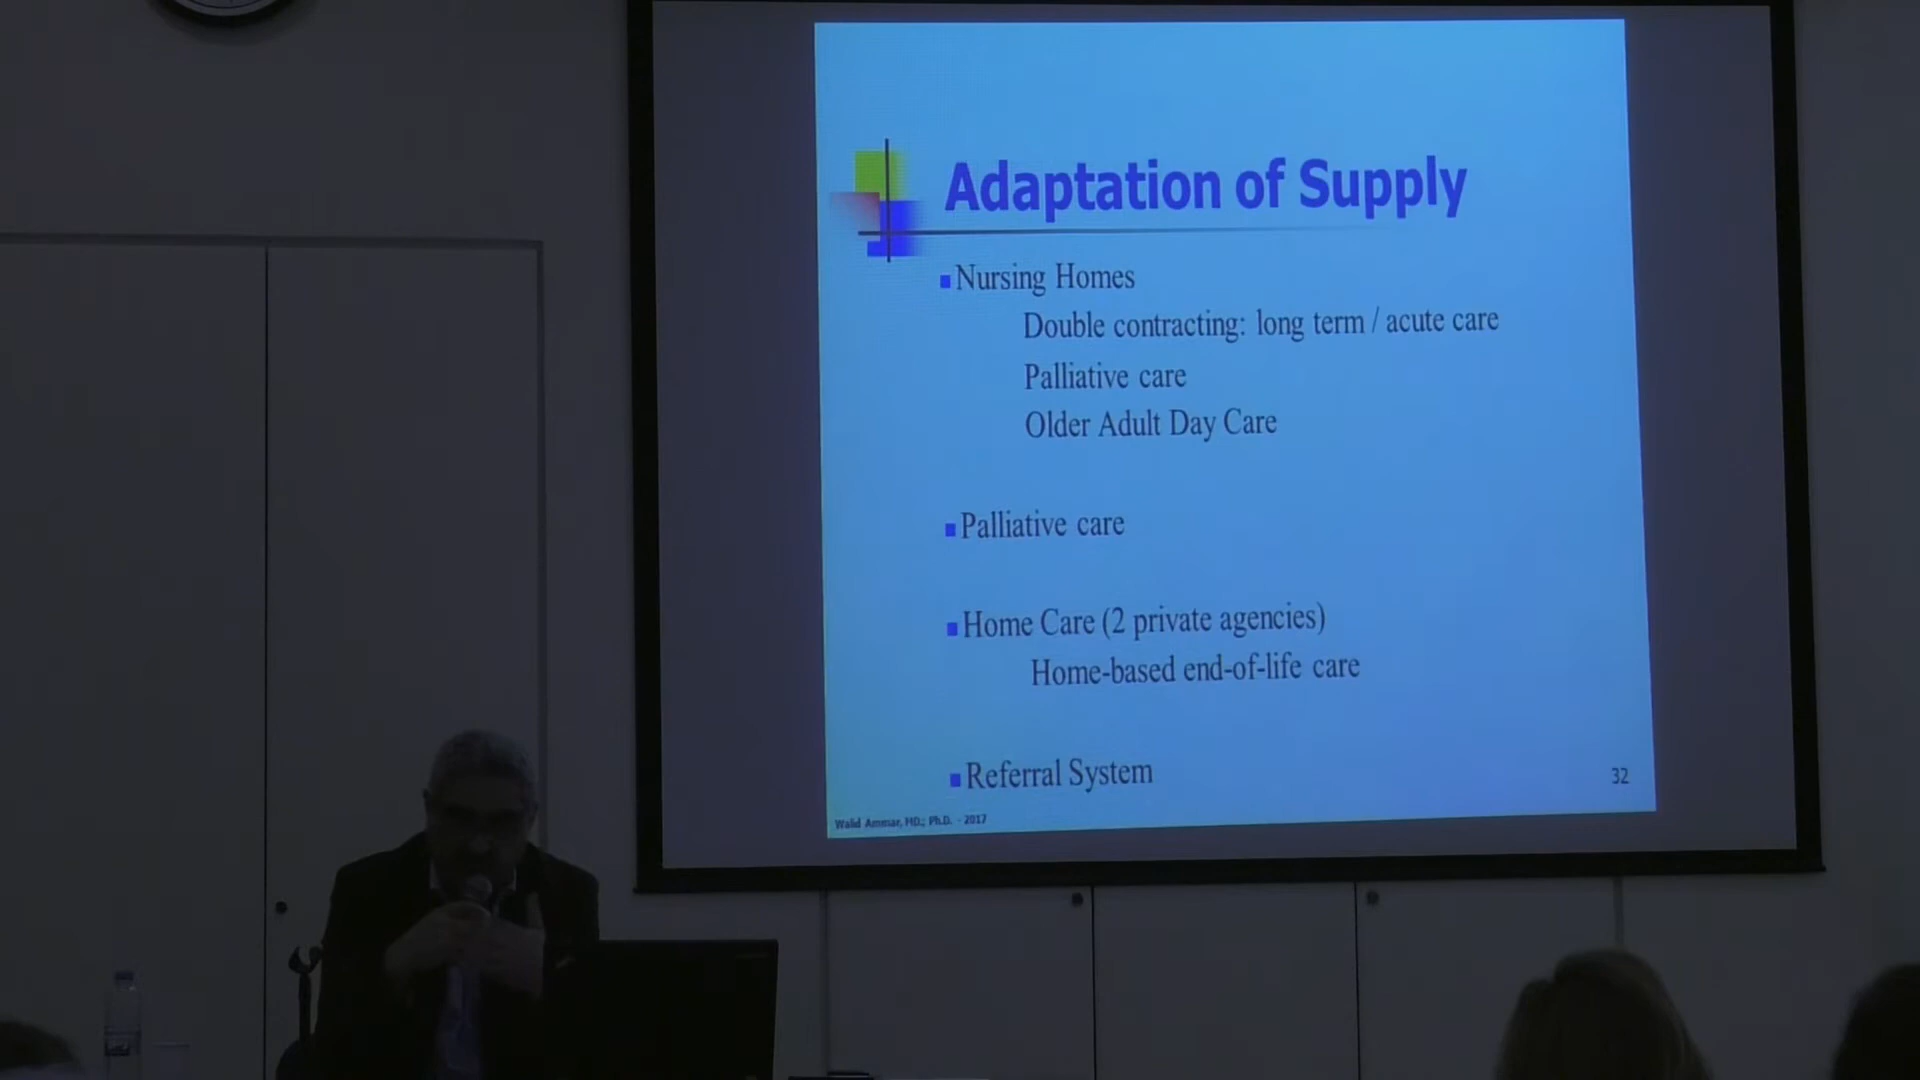 Adaptation of Supply
Nursing Homes
Double contracting: long term / acute care
Palliative care
Older Adult Day Care
Palliative care
Home Care (2 private agencies)
Home-based end-of-life care
Referral System
32
Walid Ammar, MD.; Ph.D. - 2017